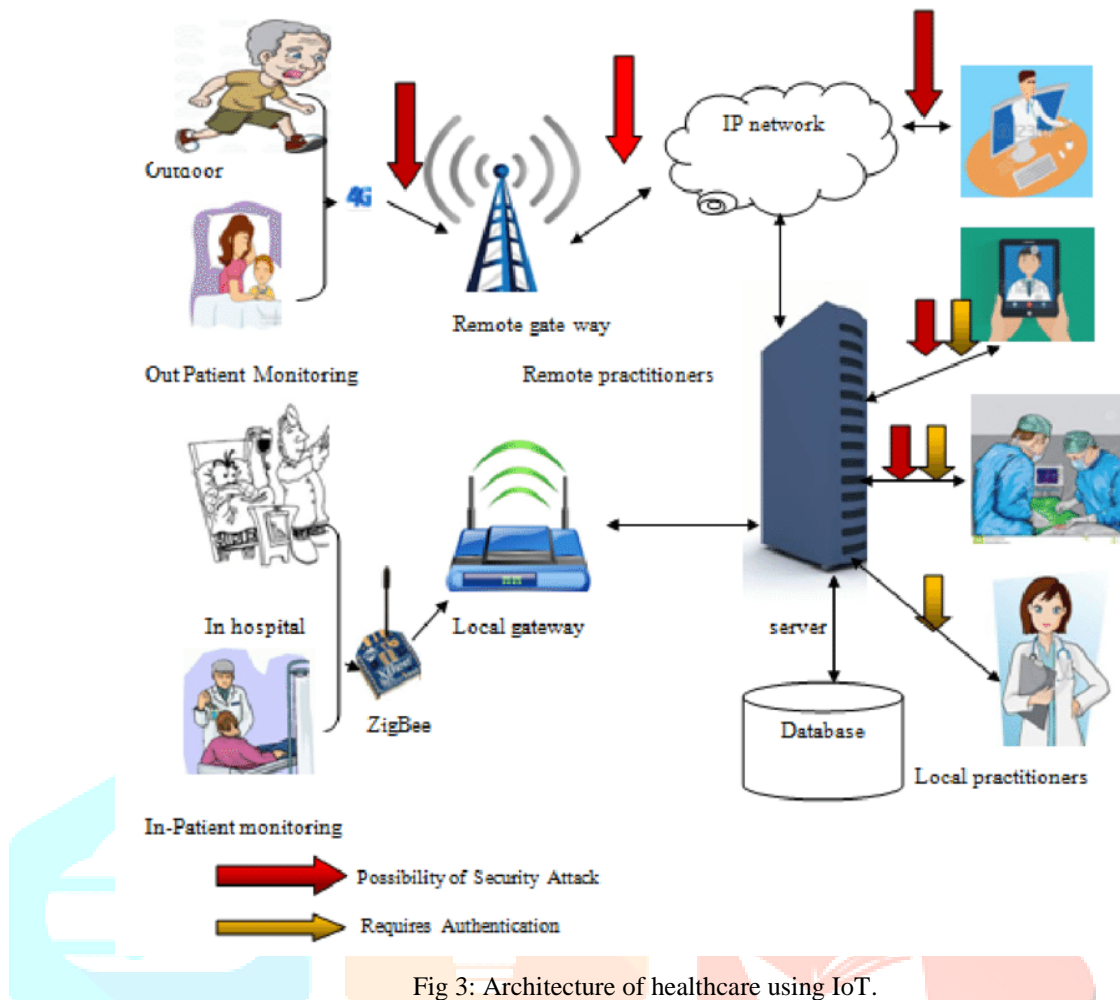 IP network
Outdoor
4G
Remote gate way
Out Patient Monitoring
Remote practitioners
In hospital
Local gateway
server
ZigBee
Database
Local practitioners
In-Patient monitoring
Possibility of Security Attack
Requires Authentication
Fig 3: Architecture of healthcare using IoT.